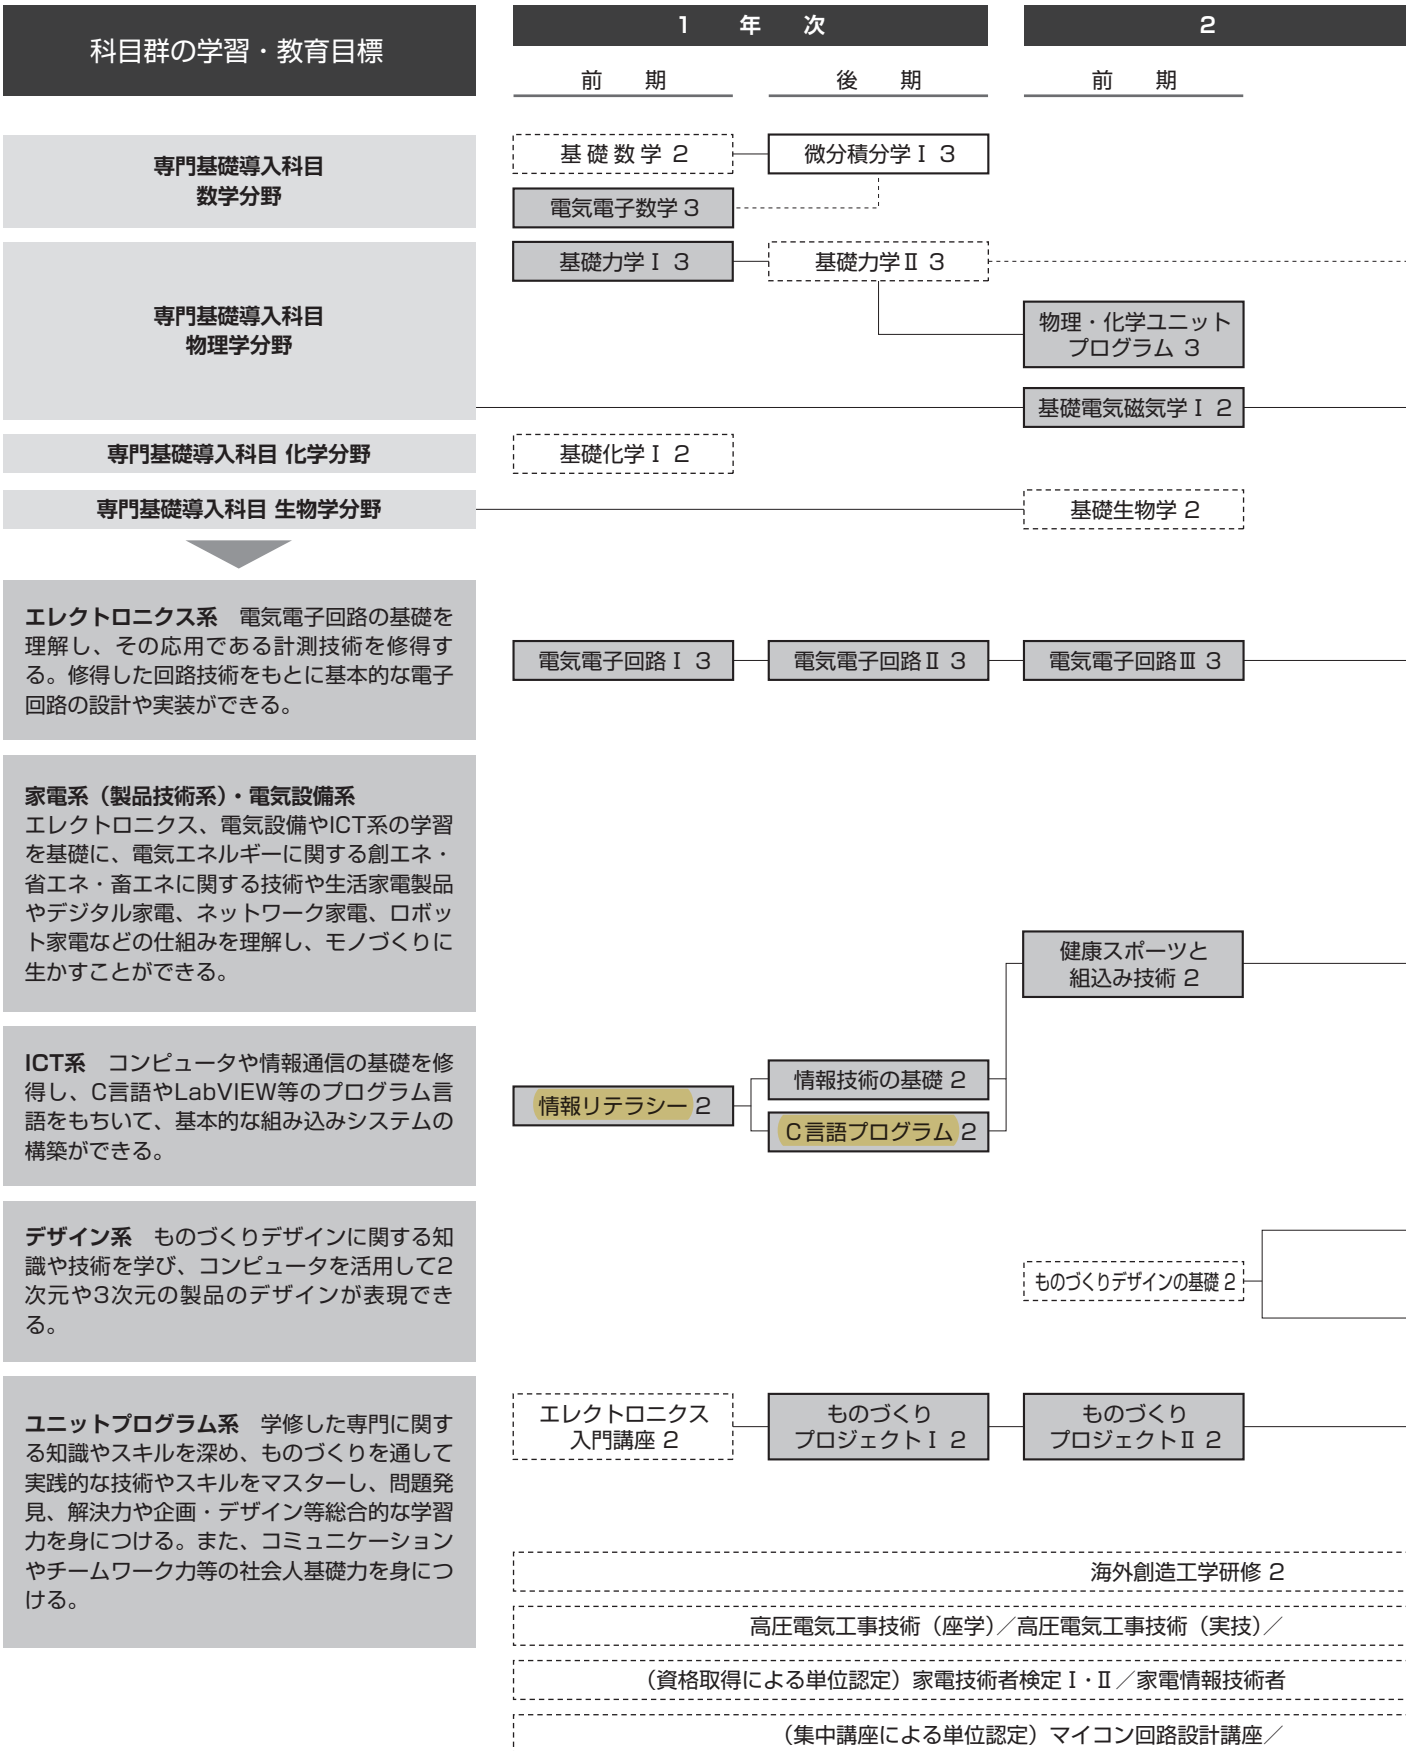 科目群の学習・教育目標
1 年 次
2
前 期
後 期
前 期
専門基礎導入科目
数学分野
基礎数学 2
微分積分学Ⅰ 3
電気電子数学 3
専門基礎導入科目
物理学分野
基礎力学Ⅰ 3
基礎力学Ⅱ 3
物理・化学ユニット
プログラム 3
基礎電気磁気学Ⅰ 2
専門基礎導入科目 化学分野
基礎化学Ⅰ 2
専門基礎導入科目 生物学分野
基礎生物学 2
エレクトロニクス系 電気電子回路の基礎を
理解し、その応用である計測技術を修得す
る。修得した回路技術をもとに基本的な電子
回路の設計や実装ができる。
電気電子回路Ⅰ 3
電気電子回路Ⅱ 3
電気電子回路Ⅲ 3
家電系（製品技術系）・電気設備系
エレクトロニクス、電気設備やICT系の学習
を基礎に、電気エネルギーに関する創エネ・
省エネ・畜エネに関する技術や生活家電製品
やデジタル家電、ネットワーク家電、ロボッ
ト家電などの仕組みを理解し、モノづくりに
生かすことができる。
健康スポーツと
組込み技術 2
ICT系 コンピュータや情報通信の基礎を修
得し、C言語やLabVIEW等のプログラム言
語をもちいて、基本的な組み込みシステムの
構築ができる。
情報リテラシー 2
情報技術の基礎 2
C言語プログラム 2
デザイン系 ものづくりデザインに関する知
識や技術を学び、コンピュータを活用して2
次元や3次元の製品のデザインが表現でき
る。
ものづくりデザインの基礎 2
ユニットプログラム系 学修した専門に関す
る知識やスキルを深め、ものづくりを通して
実践的な技術やスキルをマスターし、問題発
見、解決力や企画・デザイン等総合的な学習
力を身につける。また、コミュニケーション
やチームワーク力等の社会人基礎力を身につ
ける。
エレクトロニクス
入門講座 2
ものづくり
プロジェクトⅠ 2
ものづくり
プロジェクトⅡ 2
海外創造工学研修 2
高圧電気工事技術（座学）／高圧電気工事技術（実技）／
（資格取得による単位認定）家電技術者検定Ⅰ・Ⅱ／家電情報技術者
（集中講座による単位認定）マイコン回路設計講座／